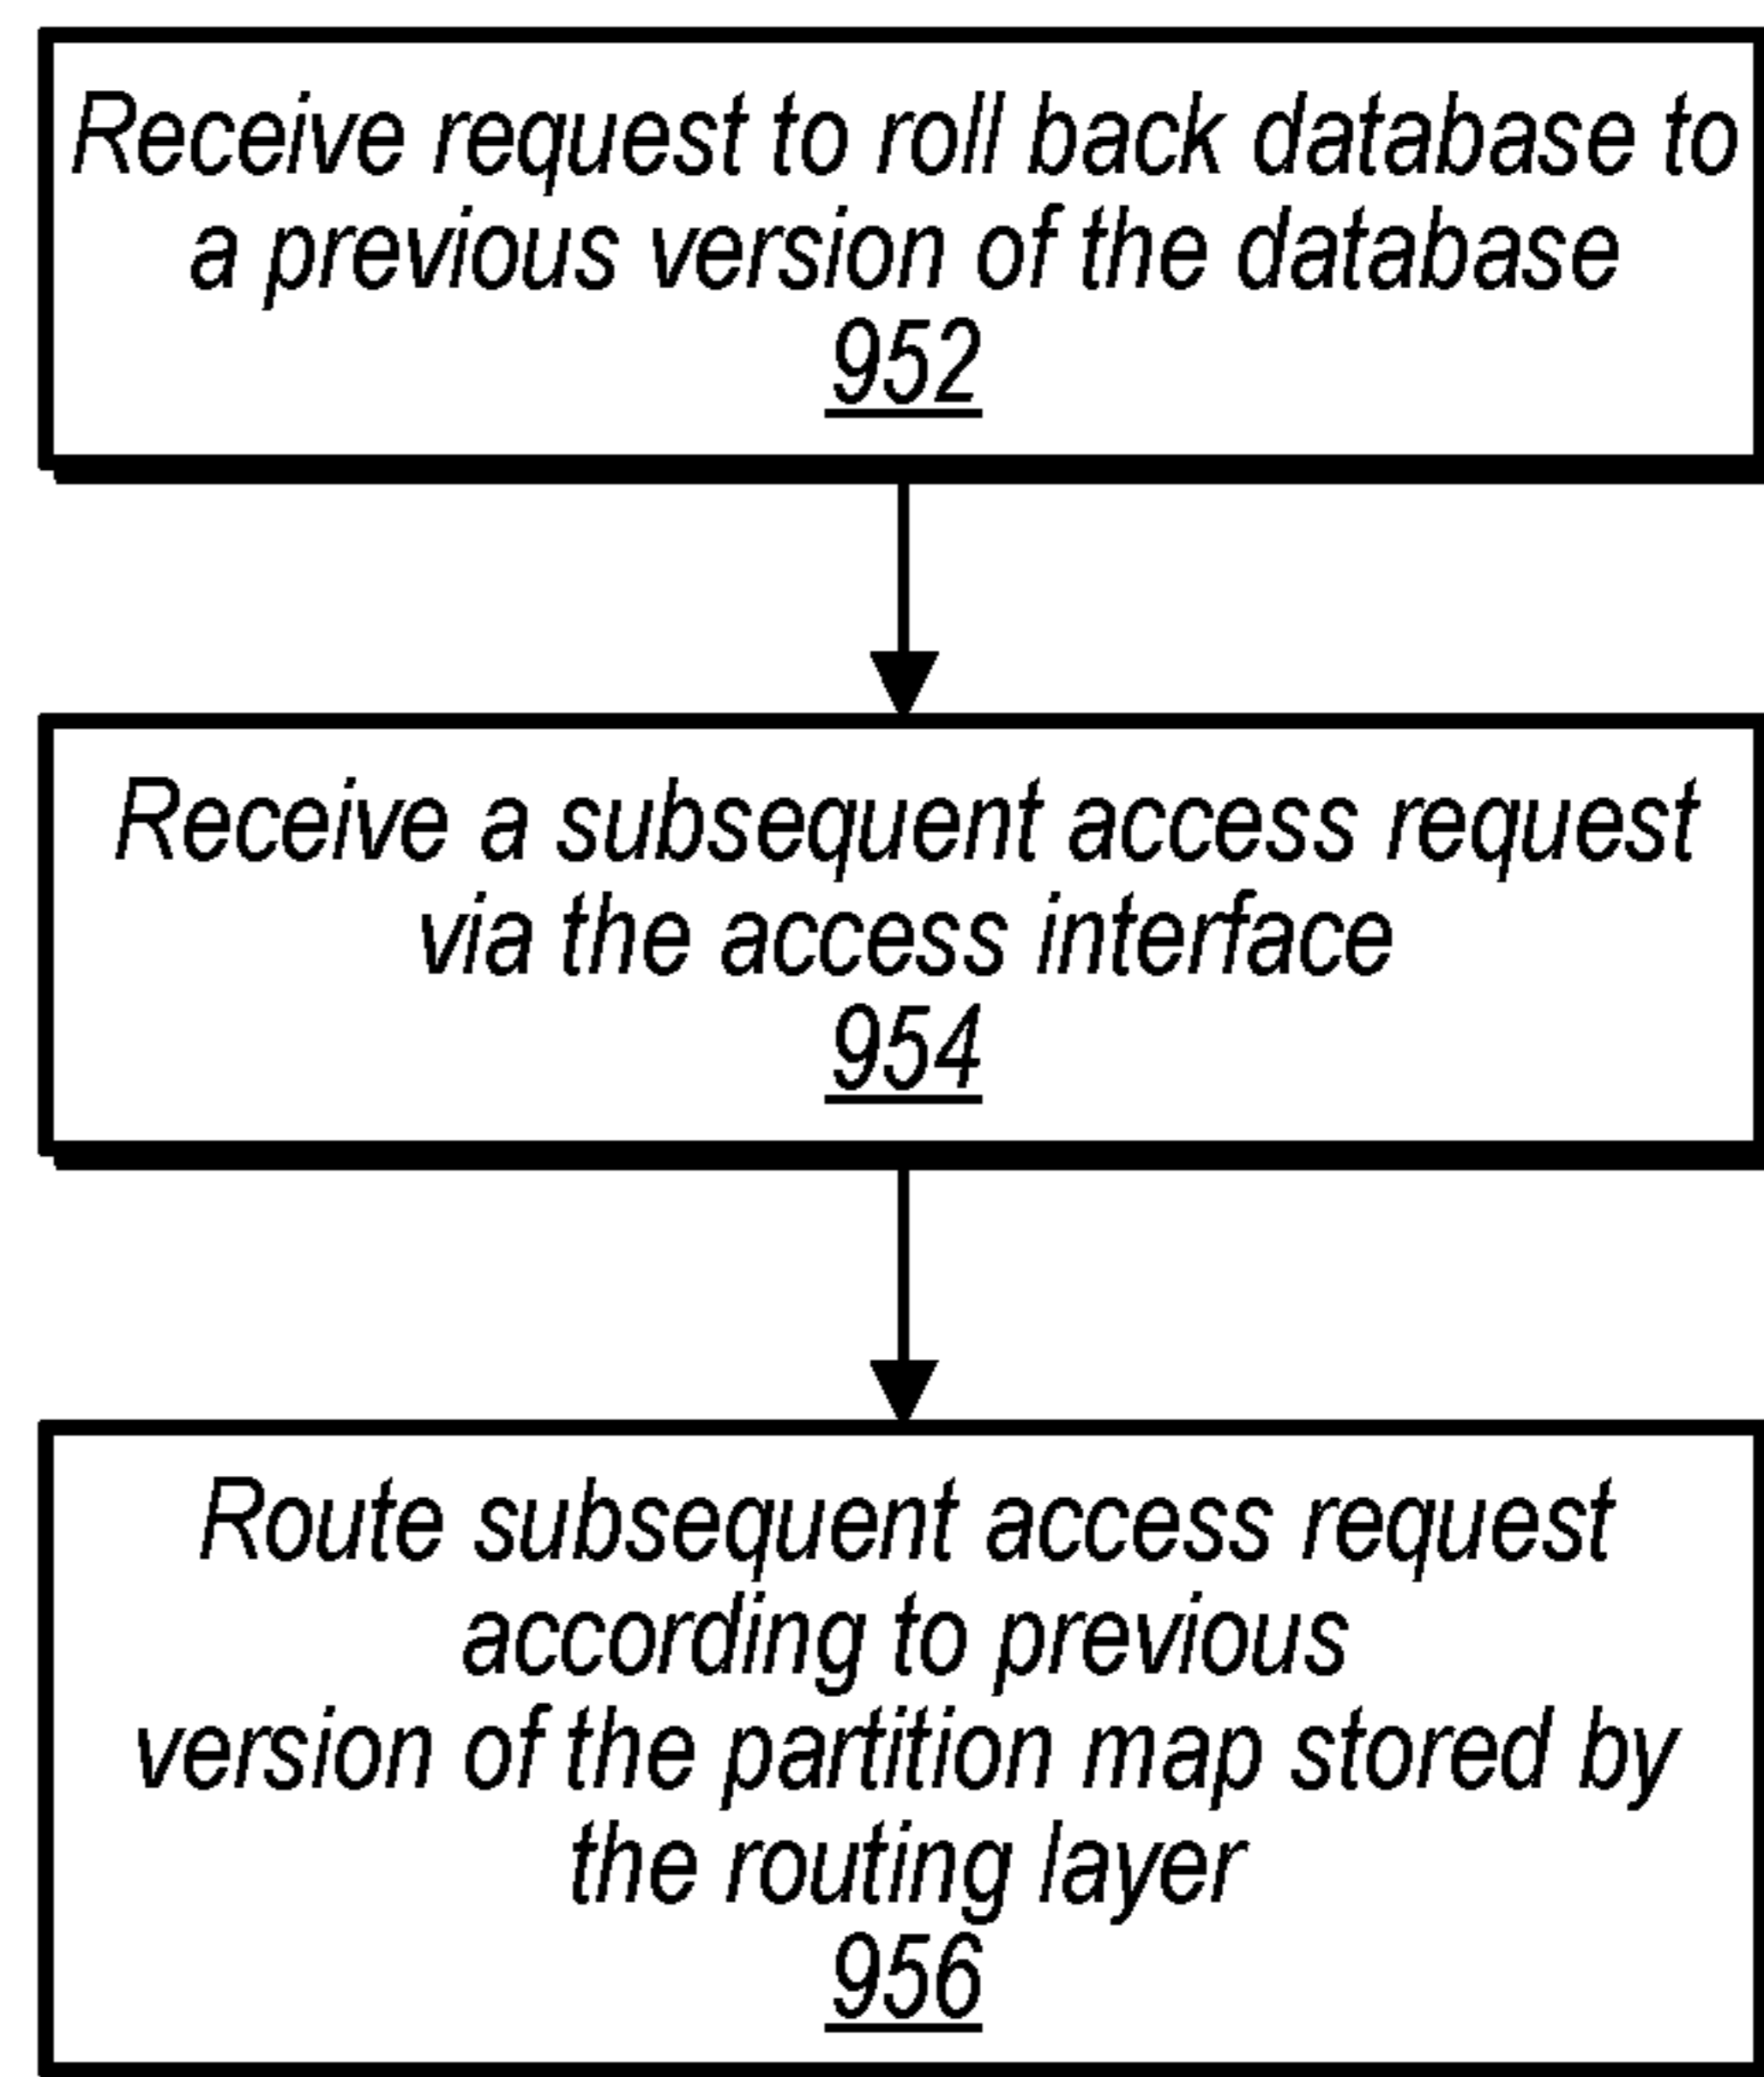 Receive request to roll back database to
a previous version of the database
952
Receive a subsequent access request
via the access interface
954
Route subsequent access request
according to previous
version of the partition map stored by
the routing layer
956